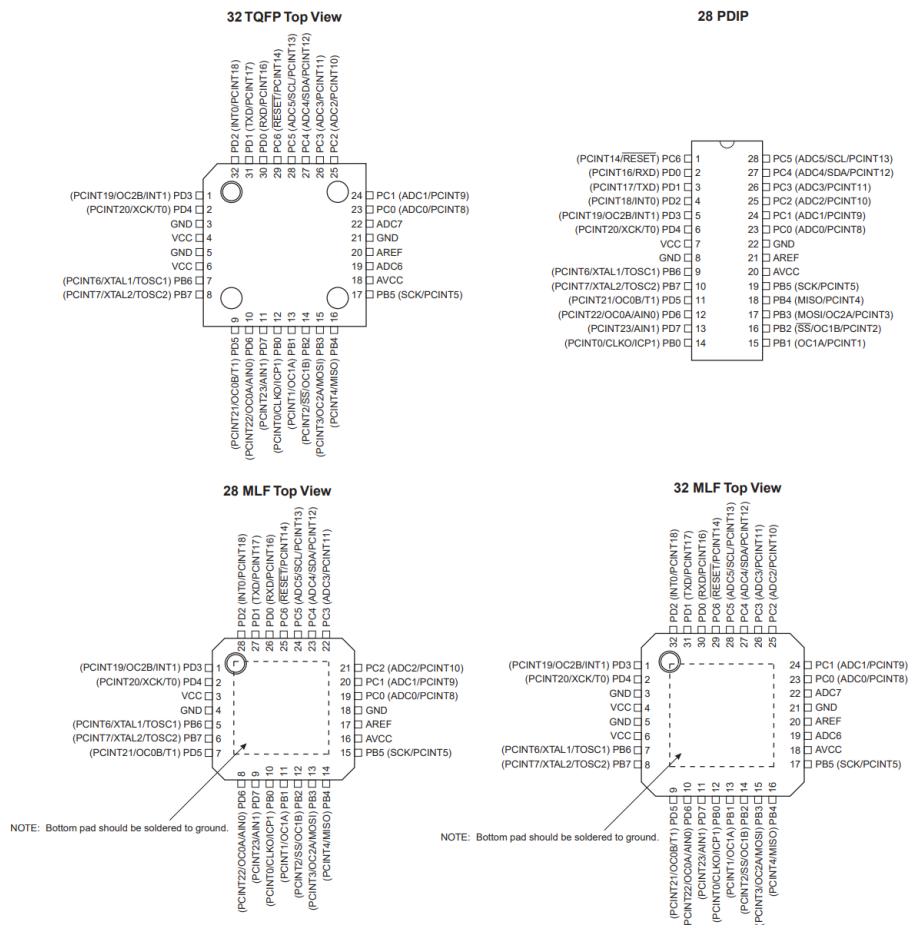 32 TQFP Top View
PD2 (INT0/PCINT18)
PD1 (TXD/PCINT17)
PD0 (RXD/PCINT16)
PC6 (RESET/PCINT14)
PC5 (ADC5/SCL/PCINT13)
PC4 (ADC4/SDA/PCINT12)
PC3 (ADC3/PCINT11)
PC2 (ADC2/PCINT10)
32 31 30 29 28 27 26 25
(PCINT19/OC2B/INT1) PD3 1
(PCINT20/XCK/T0) PD4 2
GND 3
VCC 4
GND 5
VCC 6
(PCINT6/XTAL1/TOSC1) PB6 7
(PCINT7/XTAL2/TOSC2) PB7 8
24 PC1 (ADC1/PCINT9)
23 PC0 (ADC0/PCINT8)
22 ADC7
21 GND
20 AREF
19 ADC6
18 AVCC
17 PB5 (SCK/PCINT5)
9 10 11 12 13 14 15 16
(PCINT21/OC0B/T1) PD5
(PCINT22/OC0A/AIN0) PD6
(PCINT23/AIN1) PD7
(PCINT0/CLKO/ICP1) PB0
(PCINT1/OC1A) PB1
(PCINT2/SS/OC1B) PB2
(PCINT3/OC2A/MOSI) PB3
(PCINT4/MISO) PB4
28 PDIP
(PCINT14/RESET) PC6 1
(PCINT16/RXD) PD0 2
(PCINT17/TXD) PD1 3
(PCINT18/INT0) PD2 4
(PCINT19/OC2B/INT1) PD3 5
(PCINT20/XCK/T0) PD4 6
VCC 7
GND 8
(PCINT6/XTAL1/TOSC1) PB6 9
(PCINT7/XTAL2/TOSC2) PB7 10
(PCINT21/OC0B/T1) PD5 11
(PCINT22/OC0A/AIN0) PD6 12
(PCINT23/AIN1) PD7 13
(PCINT0/CLKO/ICP1) PB0 14
28 PC5 (ADC5/SCL/PCINT13)
27 PC4 (ADC4/SDA/PCINT12)
26 PC3 (ADC3/PCINT11)
25 PC2 (ADC2/PCINT10)
24 PC1 (ADC1/PCINT9)
23 PC0 (ADC0/PCINT8)
22 GND
21 AREF
20 AVCC
19 PB5 (SCK/PCINT5)
18 PB4 (MISO/PCINT4)
17 PB3 (MOSI/OC2A/PCINT3)
16 PB2 (SS/OC1B/PCINT2)
15 PB1 (OC1A/PCINT1)
28 MLF Top View
PD2 (INT0/PCINT18)
PD1 (TXD/PCINT17)
PD0 (RXD/PCINT16)
PC6 (RESET/PCINT14)
PC5 (ADC5/SCL/PCINT13)
PC4 (ADC4/SDA/PCINT12)
PC3 (ADC3/PCINT11)
28 27 26 25 24 23 22
(PCINT19/OC2B/INT1) PD3 1
(PCINT20/XCK/T0) PD4 2
VCC 3
GND 4
(PCINT6/XTAL1/TOSC1) PB6 5
(PCINT7/XTAL2/TOSC2) PB7 6
(PCINT21/OC0B/T1) PD5 7
21 PC2 (ADC2/PCINT10)
20 PC1 (ADC1/PCINT9)
19 PC0 (ADC0/PCINT8)
18 GND
17 AREF
16 AVCC
15 PB5 (SCK/PCINT5)
8 9 10 11 12 13 14
(PCINT22/OC0A/AIN0) PD6
(PCINT23/AIN1) PD7
(PCINT0/CLKO/ICP1) PB0
(PCINT1/OC1A) PB1
(PCINT2/SS/OC1B) PB2
(PCINT3/OC2A/MOSI) PB3
(PCINT4/MISO) PB4
NOTE: Bottom pad should be soldered to ground.
32 MLF Top View
PD2 (INT0/PCINT18)
PD1 (TXD/PCINT17)
PD0 (RXD/PCINT16)
PC6 (RESET/PCINT14)
PC5 (ADC5/SCL/PCINT13)
PC4 (ADC4/SDA/PCINT12)
PC3 (ADC3/PCINT11)
PC2 (ADC2/PCINT10)
32 31 30 29 28 27 26 25
(PCINT19/OC2B/INT1) PD3 1
(PCINT20/XCK/T0) PD4 2
GND 3
VCC 4
GND 5
VCC 6
(PCINT6/XTAL1/TOSC1) PB6 7
(PCINT7/XTAL2/TOSC2) PB7 8
24 PC1 (ADC1/PCINT9)
23 PC0 (ADC0/PCINT8)
22 ADC7
21 GND
20 AREF
19 ADC6
18 AVCC
17 PB5 (SCK/PCINT5)
9 10 11 12 13 14 15 16
(PCINT21/OC0B/T1) PD5
(PCINT22/OC0A/AIN0) PD6
(PCINT23/AIN1) PD7
(PCINT0/CLKO/ICP1) PB0
(PCINT1/OC1A) PB1
(PCINT2/SS/OC1B) PB2
(PCINT3/OC2A/MOSI) PB3
(PCINT4/MISO) PB4
NOTE: Bottom pad should be soldered to ground.